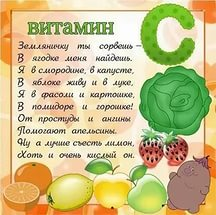 витамин С
Земляничку ты сорвешь –
В ягодке меня найдешь.
Я в смородине, в капусте,
В яблоке живу и в луке,
Я в фасоли и картошке,
В помидоре и горошке!
От простуды и ангины
Помогают апельсины.
Ну а лучше съесть лимон,
Хоть и очень кислый он.